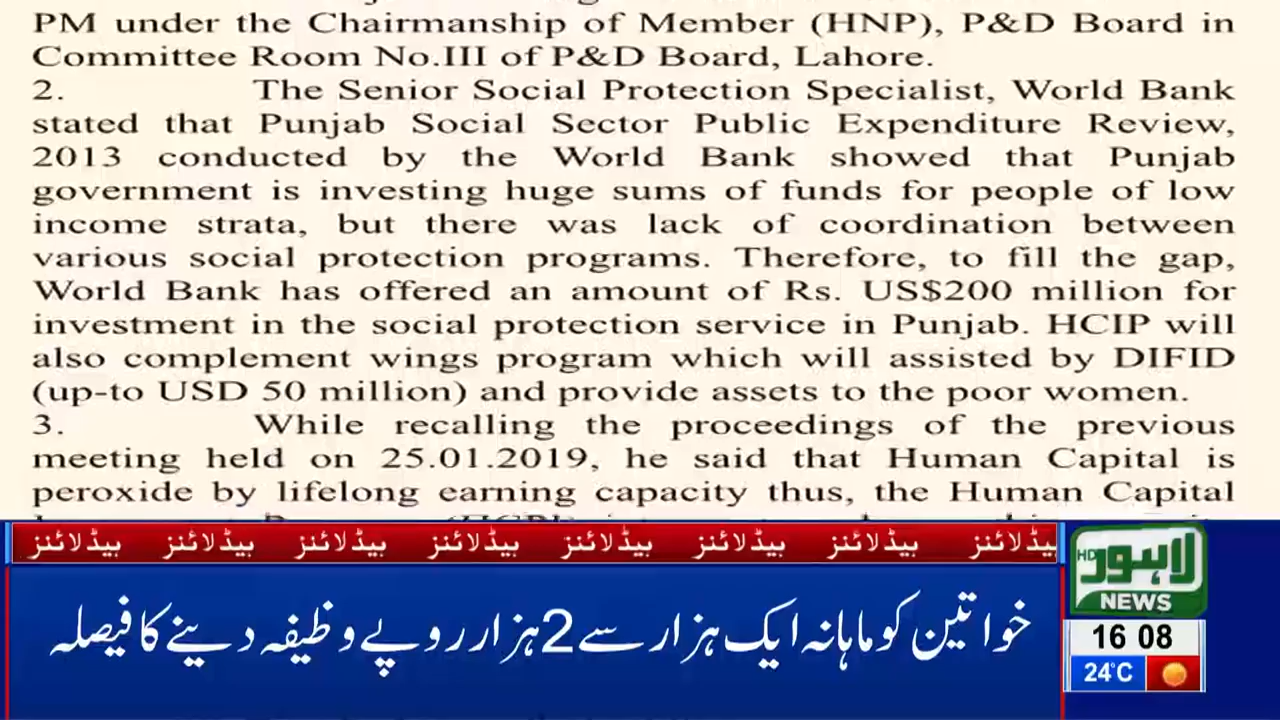 PM under the Chairmanship of Member (HNP), P&D Board in
Committee Room No.III of P&D Board, Lahore.
2. The Senior Social Protection Specialist, World Bank
stated that Punjab Social Sector Public Expenditure Review,
2013 conducted by the World Bank showed that Punjab
government is investing huge sums of funds for people of low
income strata, but there was lack of coordination between
various social protection programs. Therefore, to fill the gap,
World Bank has offered an amount of Rs. US$200 million for
investment in the social protection service in Punjab. HCIP will
also complement wings program which will assisted by DIFID
(up-to USD 50 million) and provide assets to the poor women.
3. While recalling the proceedings of the previous
meeting held on 25.01.2019, he said that Human Capital is
peroxide by lifelong earning capacity thus, the Human Capital
ہیڈلائنز ہیڈلائنز ہیڈلائنز ہیڈلائنز ہیڈلائنز ہیڈلائنز ہیڈلائنز ہیڈلائنز
خواتین کو ماہانہ ایک ہزار سے 2 ہزار روپے وظیفہ دینے کا فیصلہ
لاہور
HD
NEWS
16 08
24°C